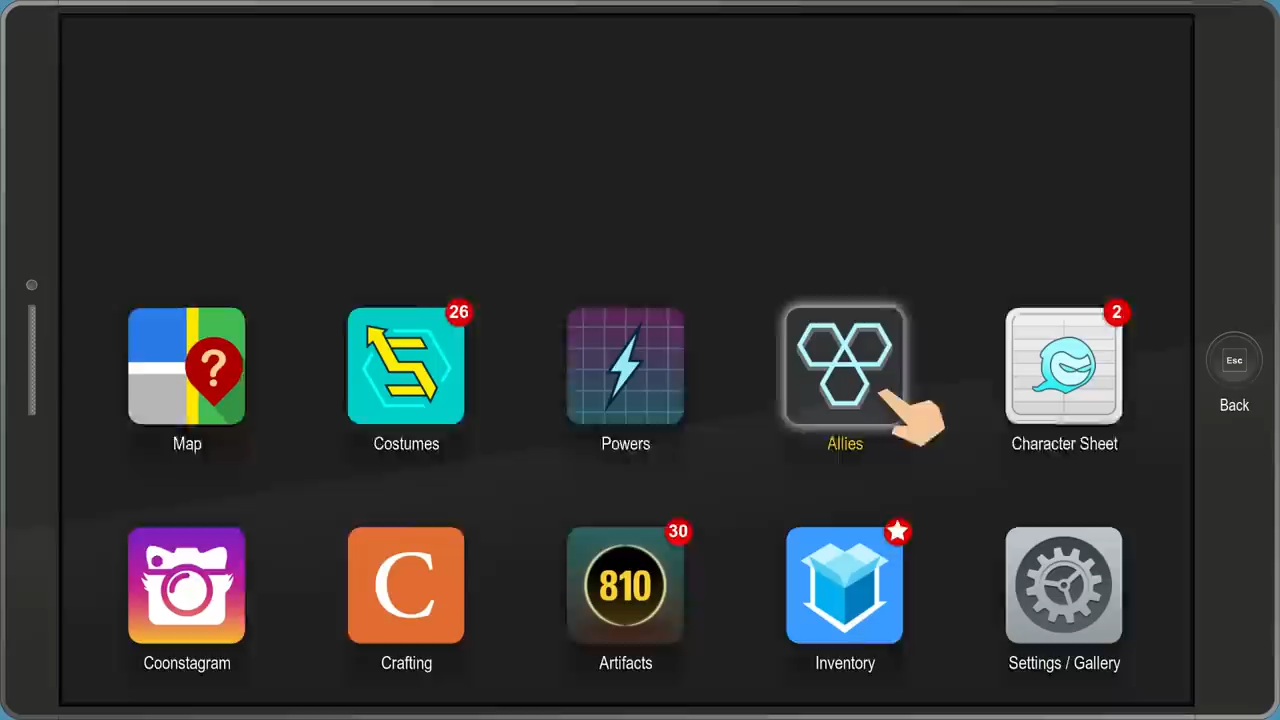 26
2
?
Map
Costumes
Powers
Allies
Character Sheet
Esc
Back
30
C
810
Coonstagram
Crafting
Artifacts
Inventory
Settings / Gallery